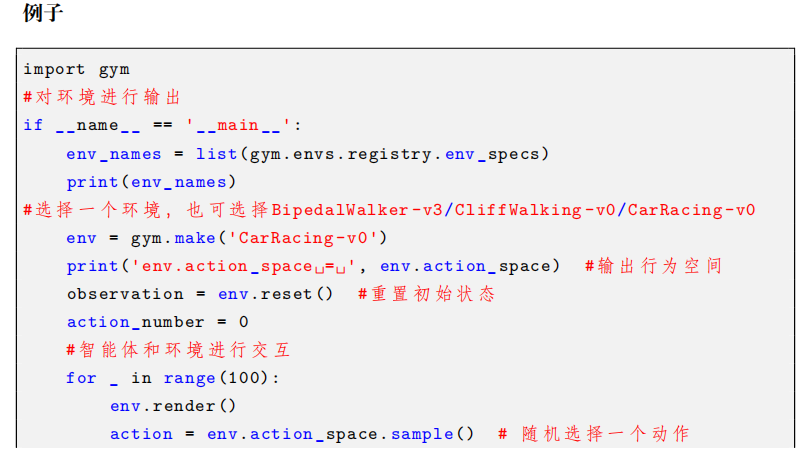 例子
import gym
#对环境进行输出
if __name__ == '__main__':
    env_names = list(gym.envs.registry.env_specs)
    print(env_names)
#选择一个环境, 也可选择BipedalWalker-v3/CliffWalking-v0/CarRacing-v0
    env = gym.make('CarRacing-v0')
    print('env.action_space␣=␣', env.action_space)  #输出行为空间
    observation = env.reset()  #重置初始状态
    action_number = 0
    #智能体和环境进行交互
    for _ in range(100):
        env.render()
        action = env.action_space.sample()  # 随机选择一个动作